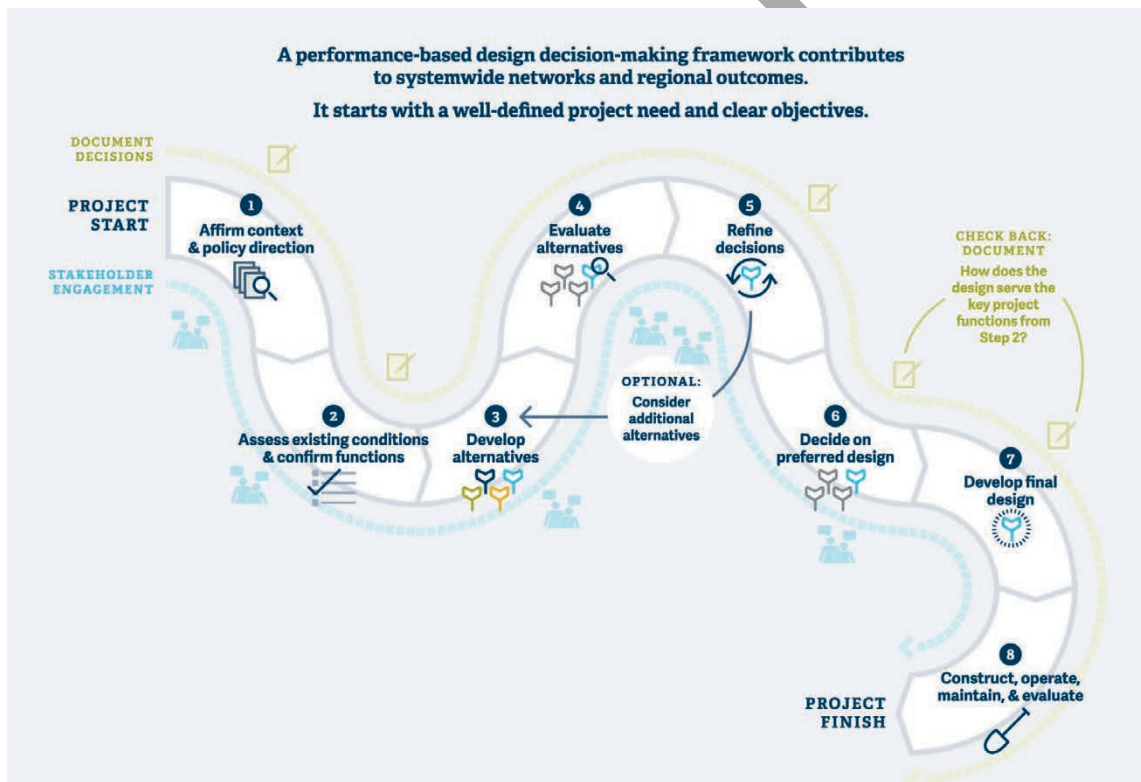 A performance-based design decision-making framework contributes
to systemwide networks and regional outcomes.
It starts with a well-defined project need and clear objectives.
DOCUMENT
DECISIONS
PROJECT
START
STAKEHOLDER
ENGAGEMENT
1
Affirm context
& policy direction
2
Assess existing conditions
& confirm functions
3
Develop
alternatives
4
Evaluate
alternatives
5
Refine
decisions
OPTIONAL:
Consider
additional
alternatives
6
Decide on
preferred design
CHECK BACK:
DOCUMENT
How does the
design serve the
key project
functions from
Step 2?
7
Develop final
design
8
Construct, operate,
maintain, & evaluate
PROJECT
FINISH